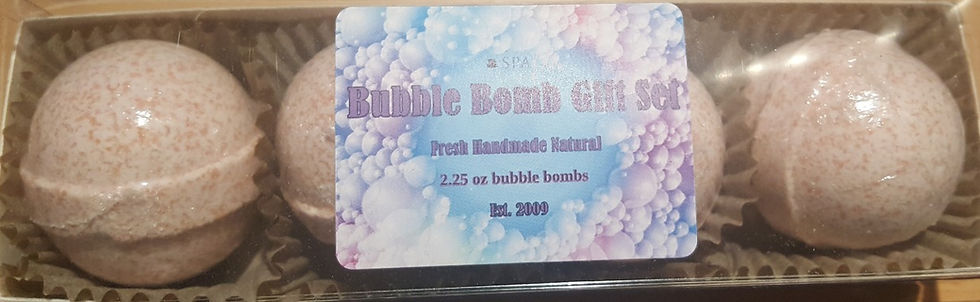 SPA
Bubble Bomb Gift Set
Fresh Handmade Natural
2.25 oz bubble bombs
Est. 2009